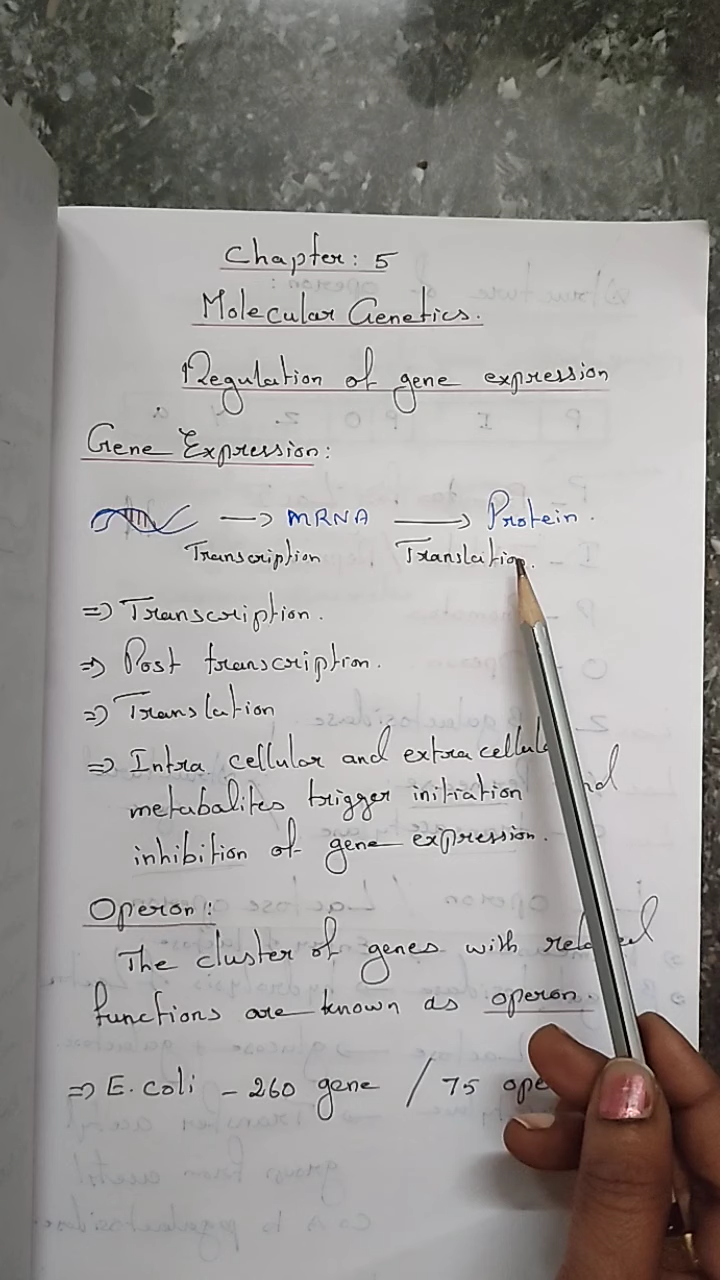 Chapter: 5
Molecular Genetics.
Regulation of gene expression
Gene Expression:
—> mRNA ——> Protein.
Transcription Translation.
=> Transcription.
=> Post transcription.
=> Translation
=> Intra cellular and extra cellul
metabalites trigger initiation
inhibition of gene expression.
Operon:
The cluster of genes with related
functions are known as operon.
=> E.coli - 260 gene / 75 ope